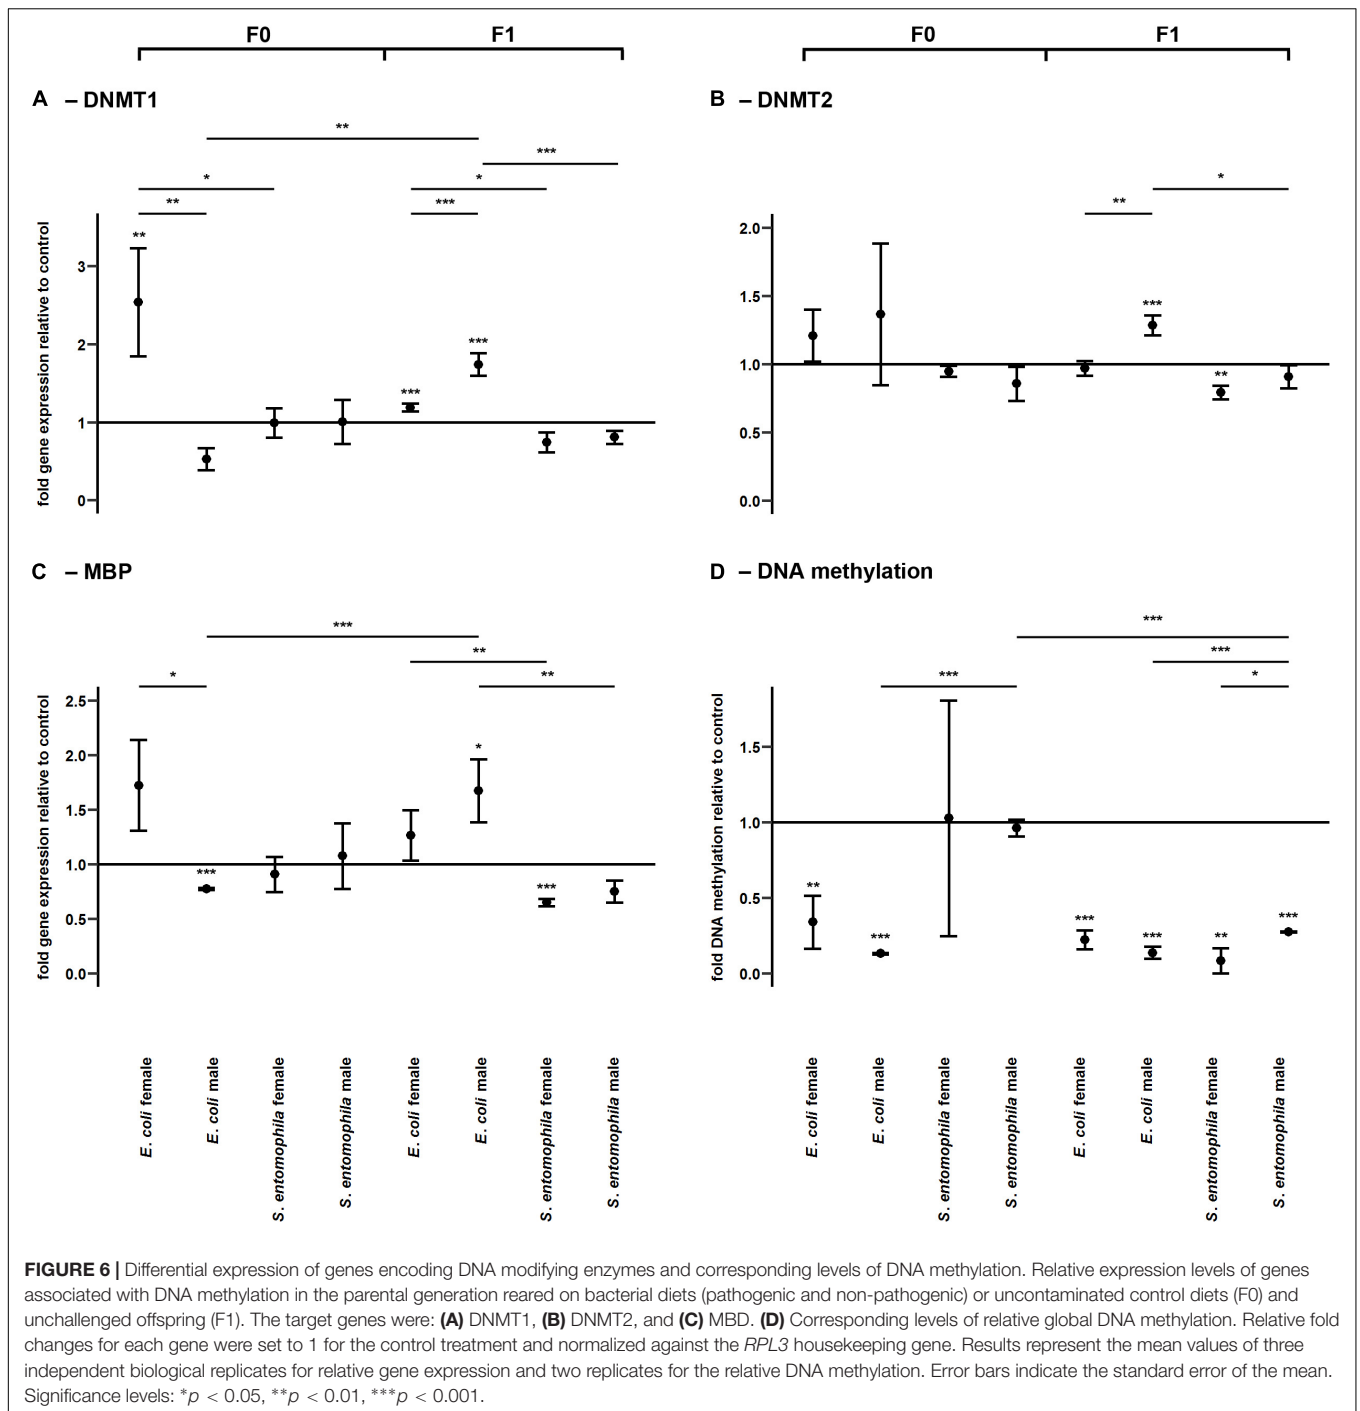 F0 F1 F0 F1
A – DNMT1 B – DNMT2
**
***
*
*
**
***
**
***
***
fold gene expression relative to control
3
2
1
0
*
**
***
**
2.0
1.5
1.0
0.5
0.0
C – MBP D – DNA methylation
***
**
*
**
*
***
***
fold gene expression relative to control
2.5
2.0
1.5
1.0
0.5
0.0
***
***
***
*
**
***
***
***
**
***
fold DNA methylation relative to control
1.5
1.0
0.5
0.0
E. coli female
E. coli male
S. entomophila female
S. entomophila male
E. coli female
E. coli male
S. entomophila female
S. entomophila male
E. coli female
E. coli male
S. entomophila female
S. entomophila male
E. coli female
E. coli male
S. entomophila female
S. entomophila male
FIGURE 6 | Differential expression of genes encoding DNA modifying enzymes and corresponding levels of DNA methylation. Relative expression levels of genes
associated with DNA methylation in the parental generation reared on bacterial diets (pathogenic and non-pathogenic) or uncontaminated control diets (F0) and
unchallenged offspring (F1). The target genes were: (A) DNMT1, (B) DNMT2, and (C) MBD. (D) Corresponding levels of relative global DNA methylation. Relative fold
changes for each gene were set to 1 for the control treatment and normalized against the RPL3 housekeeping gene. Results represent the mean values of three
independent biological replicates for relative gene expression and two replicates for the relative DNA methylation. Error bars indicate the standard error of the mean.
Significance levels: *p < 0.05, **p < 0.01, ***p < 0.001.